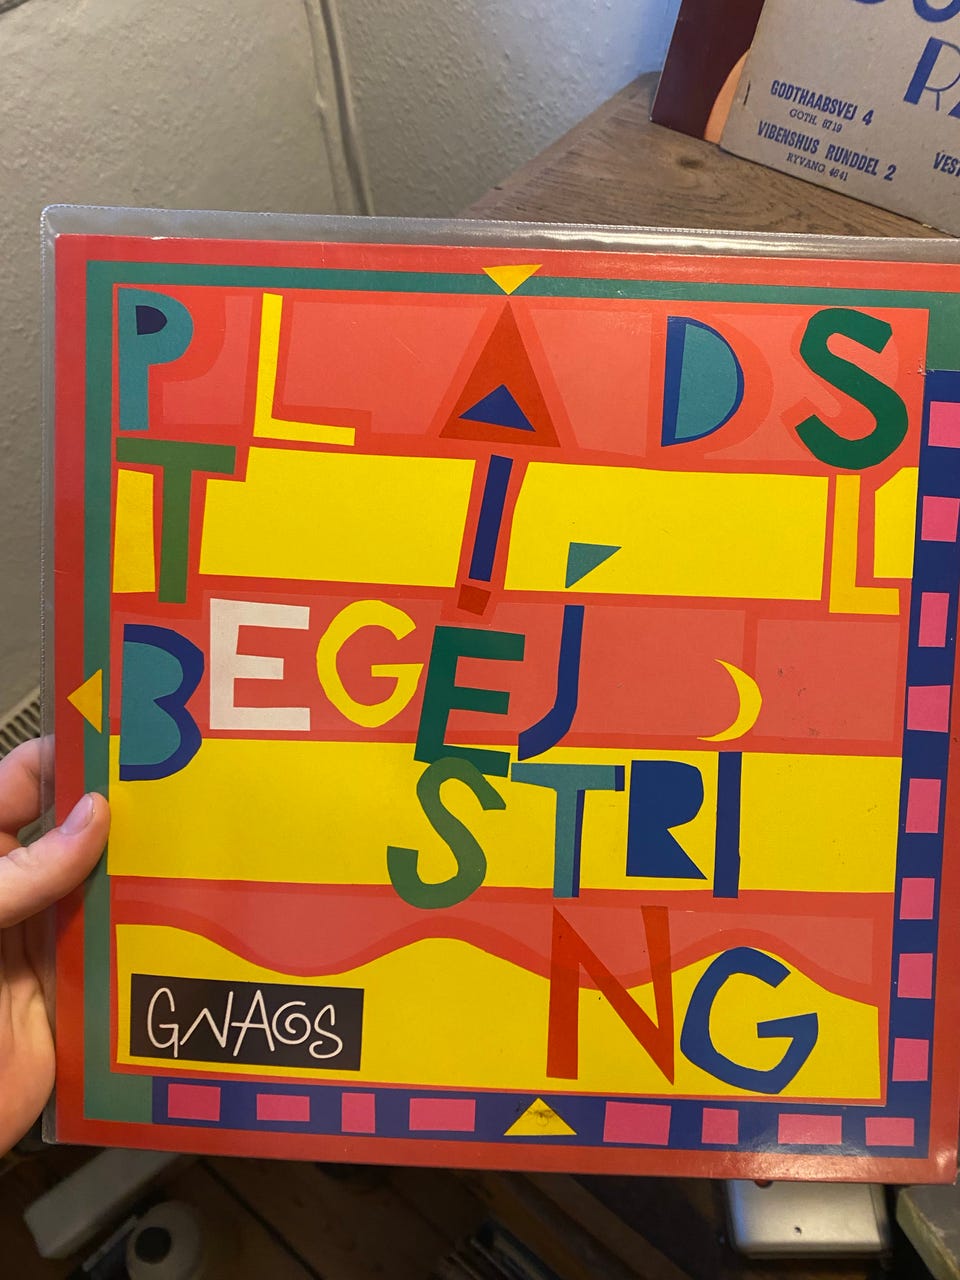 GODTHAABSVEJ 4
GOTH. 8719
VIBENSHUS RUNDDEL 2
RYVANG 4641
PLADS
TIL
BEGEJ
STRI
NG
GNAGS